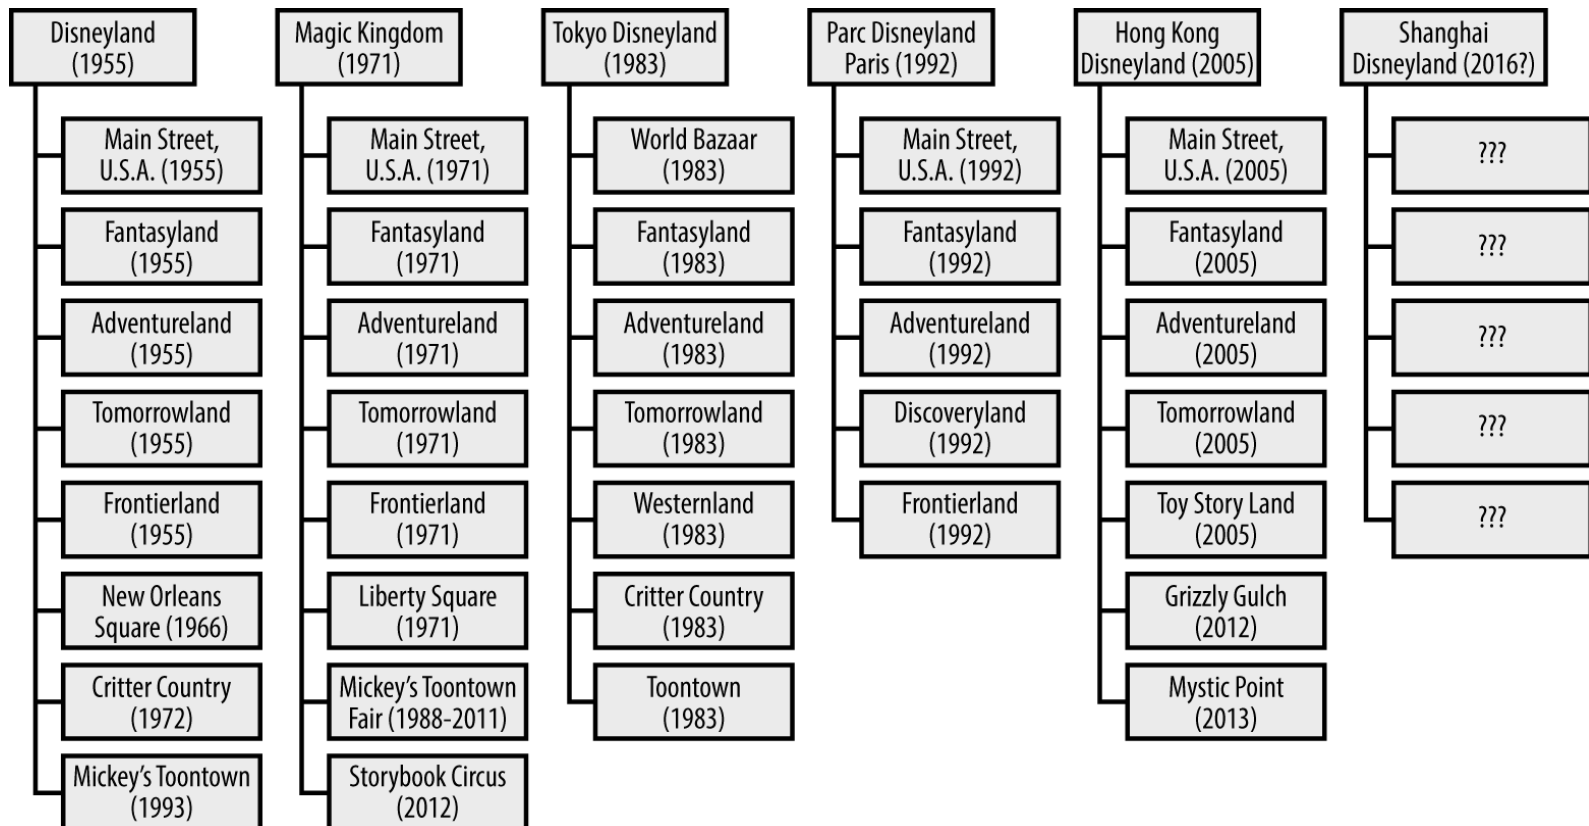 Disneyland
(1955)
Main Street,
U.S.A. (1955)
Fantasyland
(1955)
Adventureland
(1955)
Tomorrowland
(1955)
Frontierland
(1955)
New Orleans
Square (1966)
Critter Country
(1972)
Mickey's Toontown
(1993)
Magic Kingdom
(1971)
Main Street,
U.S.A. (1971)
Fantasyland
(1971)
Adventureland
(1971)
Tomorrowland
(1971)
Frontierland
(1971)
Liberty Square
(1971)
Mickey's Toontown
Fair (1988-2011)
Storybook Circus
(2012)
Tokyo Disneyland
(1983)
World Bazaar
(1983)
Fantasyland
(1983)
Adventureland
(1983)
Tomorrowland
(1983)
Westernland
(1983)
Critter Country
(1983)
Toontown
(1983)
Parc Disneyland
Paris (1992)
Main Street,
U.S.A. (1992)
Fantasyland
(1992)
Adventureland
(1992)
Discoveryland
(1992)
Frontierland
(1992)
Hong Kong
Disneyland (2005)
Main Street,
U.S.A. (2005)
Fantasyland
(2005)
Adventureland
(2005)
Tomorrowland
(2005)
Toy Story Land
(2005)
Grizzly Gulch
(2012)
Mystic Point
(2013)
Shanghai
Disneyland (2016?)
???
???
???
???
???